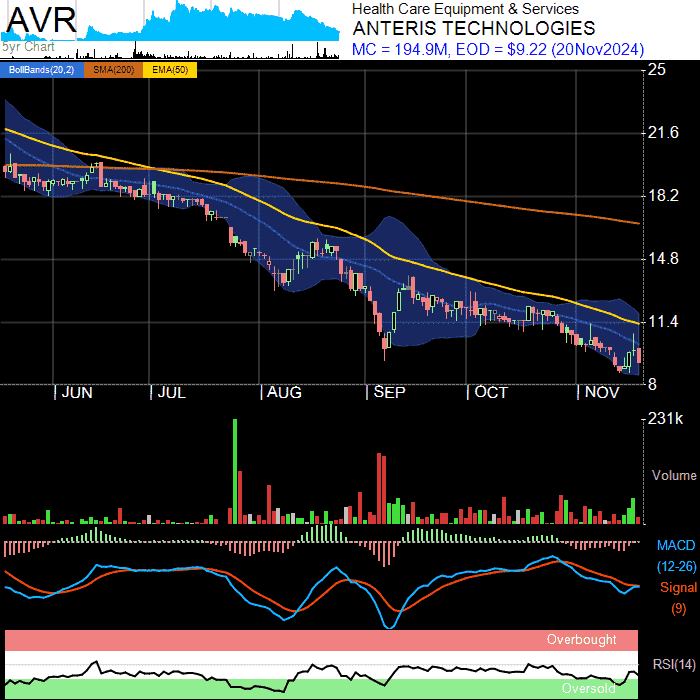 AVR
5yr Chart
Health Care Equipment & Services
ANTERIS TECHNOLOGIES
MC = 194.9M, EOD = $9.22 (20Nov2024)
BollBands(20,2) SMA(200) EMA(50)
25
21.6
18.2
14.8
11.4
8
JUN JUL AUG SEP OCT NOV
231k
Volume
MACD
(12-26)
Signal
(9)
Overbought
RSI(14)
Oversold